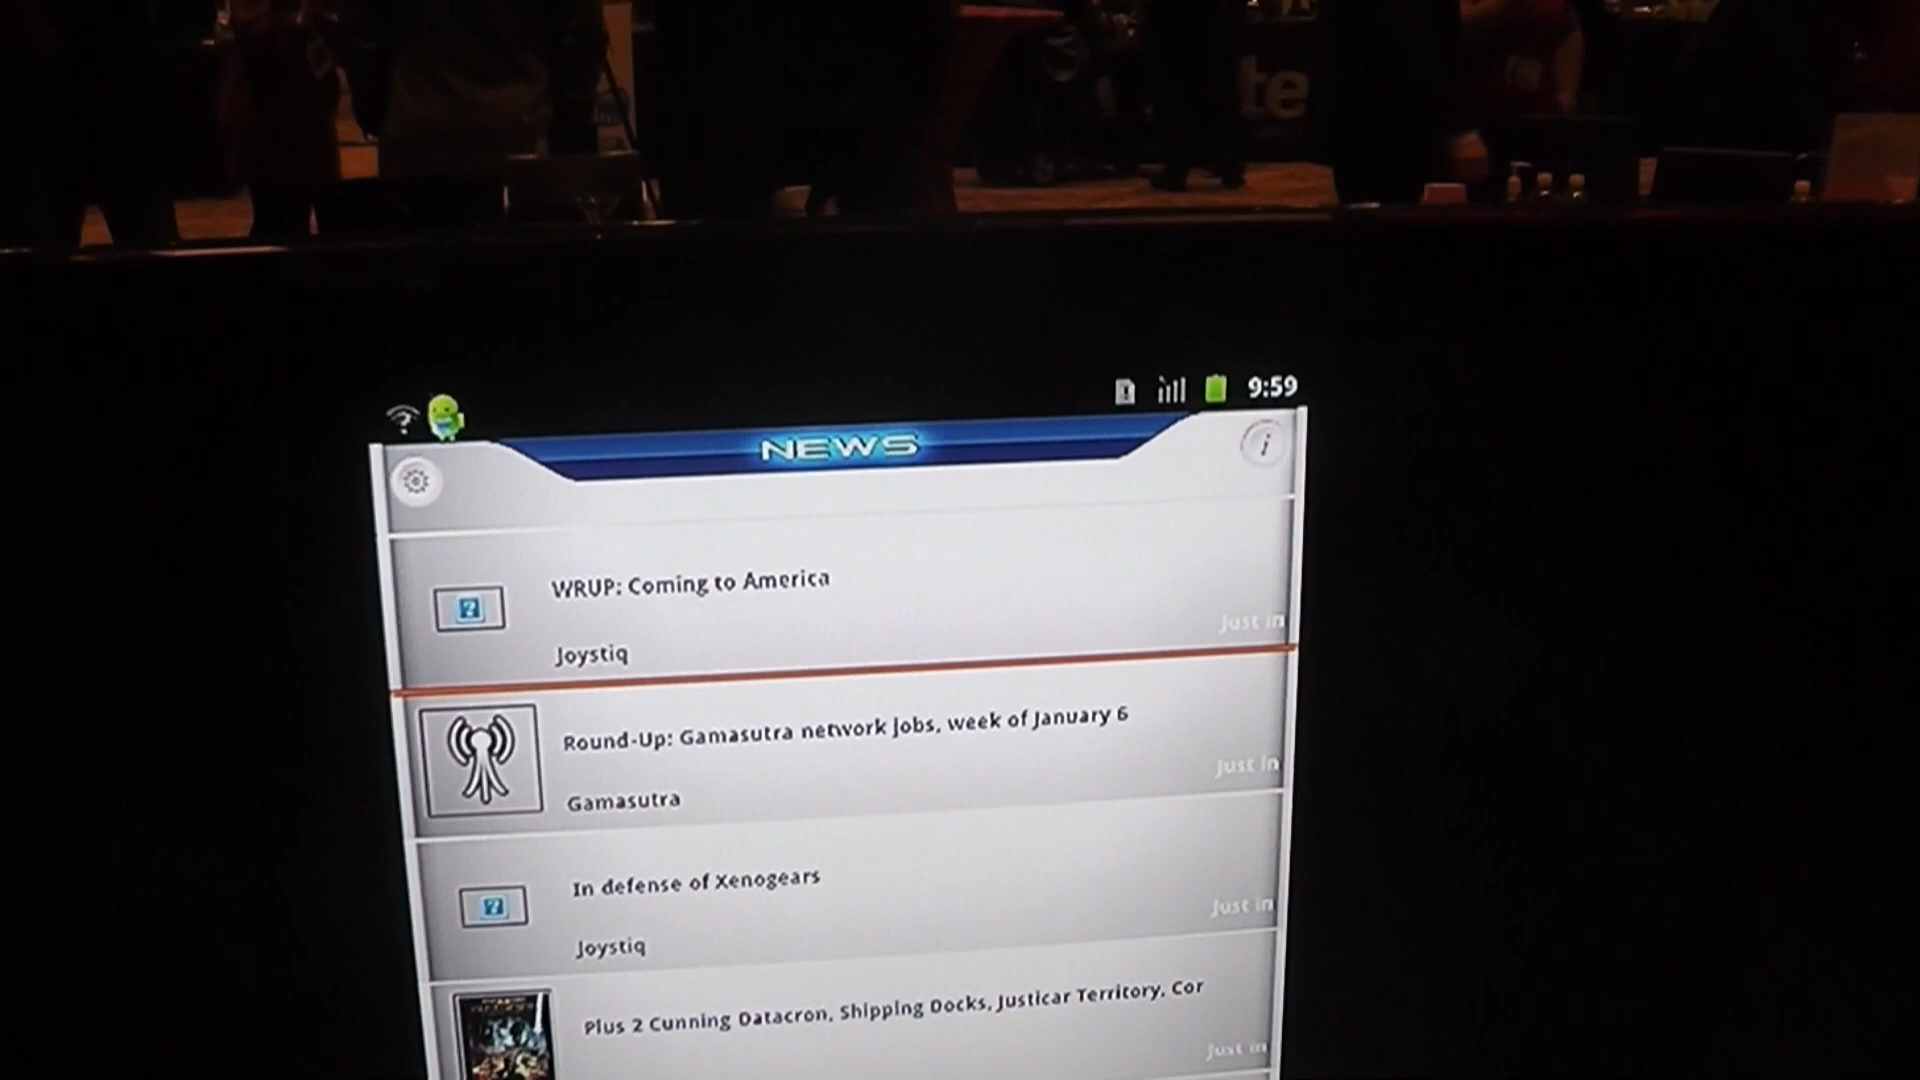 te
9:59
NEWS
i
WRUP: Coming to America
Just in
Joystiq
Round-Up: Gamasutra network jobs, week of January 6
Just in
Gamasutra
In defense of Xenogears
Just in
Joystiq
Plus 2 Cunning Datacron, Shipping Docks, Justicar Territory, Cor
Just in